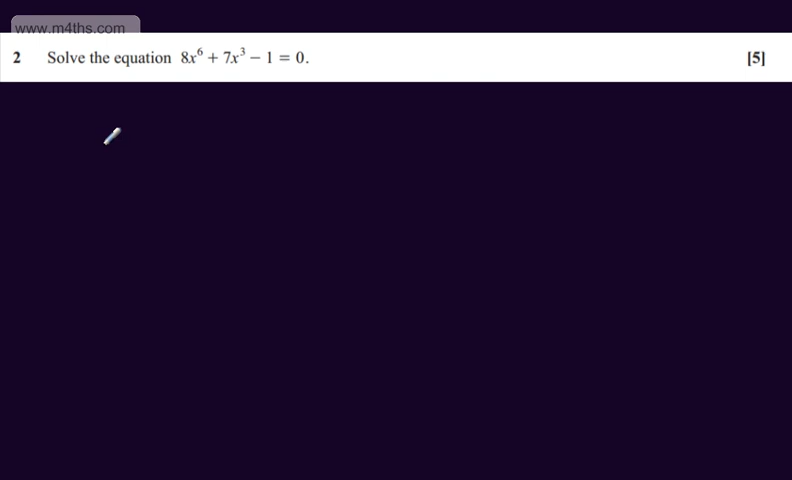 www.m4ths.com
2 Solve the equation 8x⁶ + 7x³ − 1 = 0. [5]